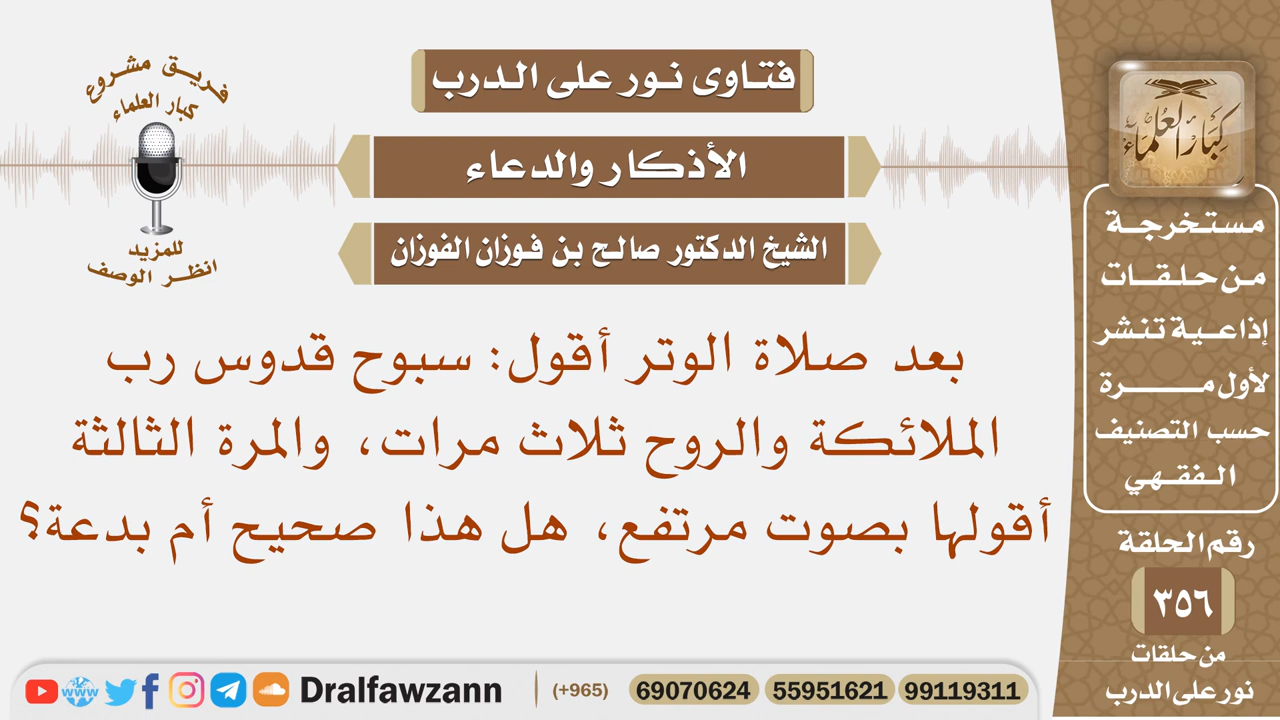 فتاوى نور على الدرب
الأذكار والدعاء
الشيخ الدكتور صالح بن فوزان الفوزان
فريق مشروع
كبار العلماء
للمزيد
انظر الوصف
بعد صلاة الوتر أقول: سبوح قدوس رب
الملائكة والروح ثلاث مرات، والمرة الثالثة
أقولها بصوت مرتفع، هل هذا صحيح أم بدعة؟
كبار العلماء
مستخرجة
من حلقات
إذاعية تنشر
لأول مرة
حسب التصنيف
الفقهي
رقم الحلقة
٣٥٦
من حلقات
نور على الدرب
www Dralfawzann (+965) 69070624 55951621 99119311